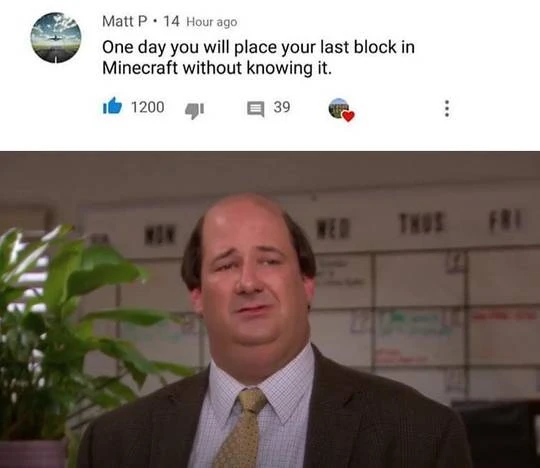 Matt P • 14 Hour ago
One day you will place your last block in
Minecraft without knowing it.
1200 39
MON WED THUS FRI